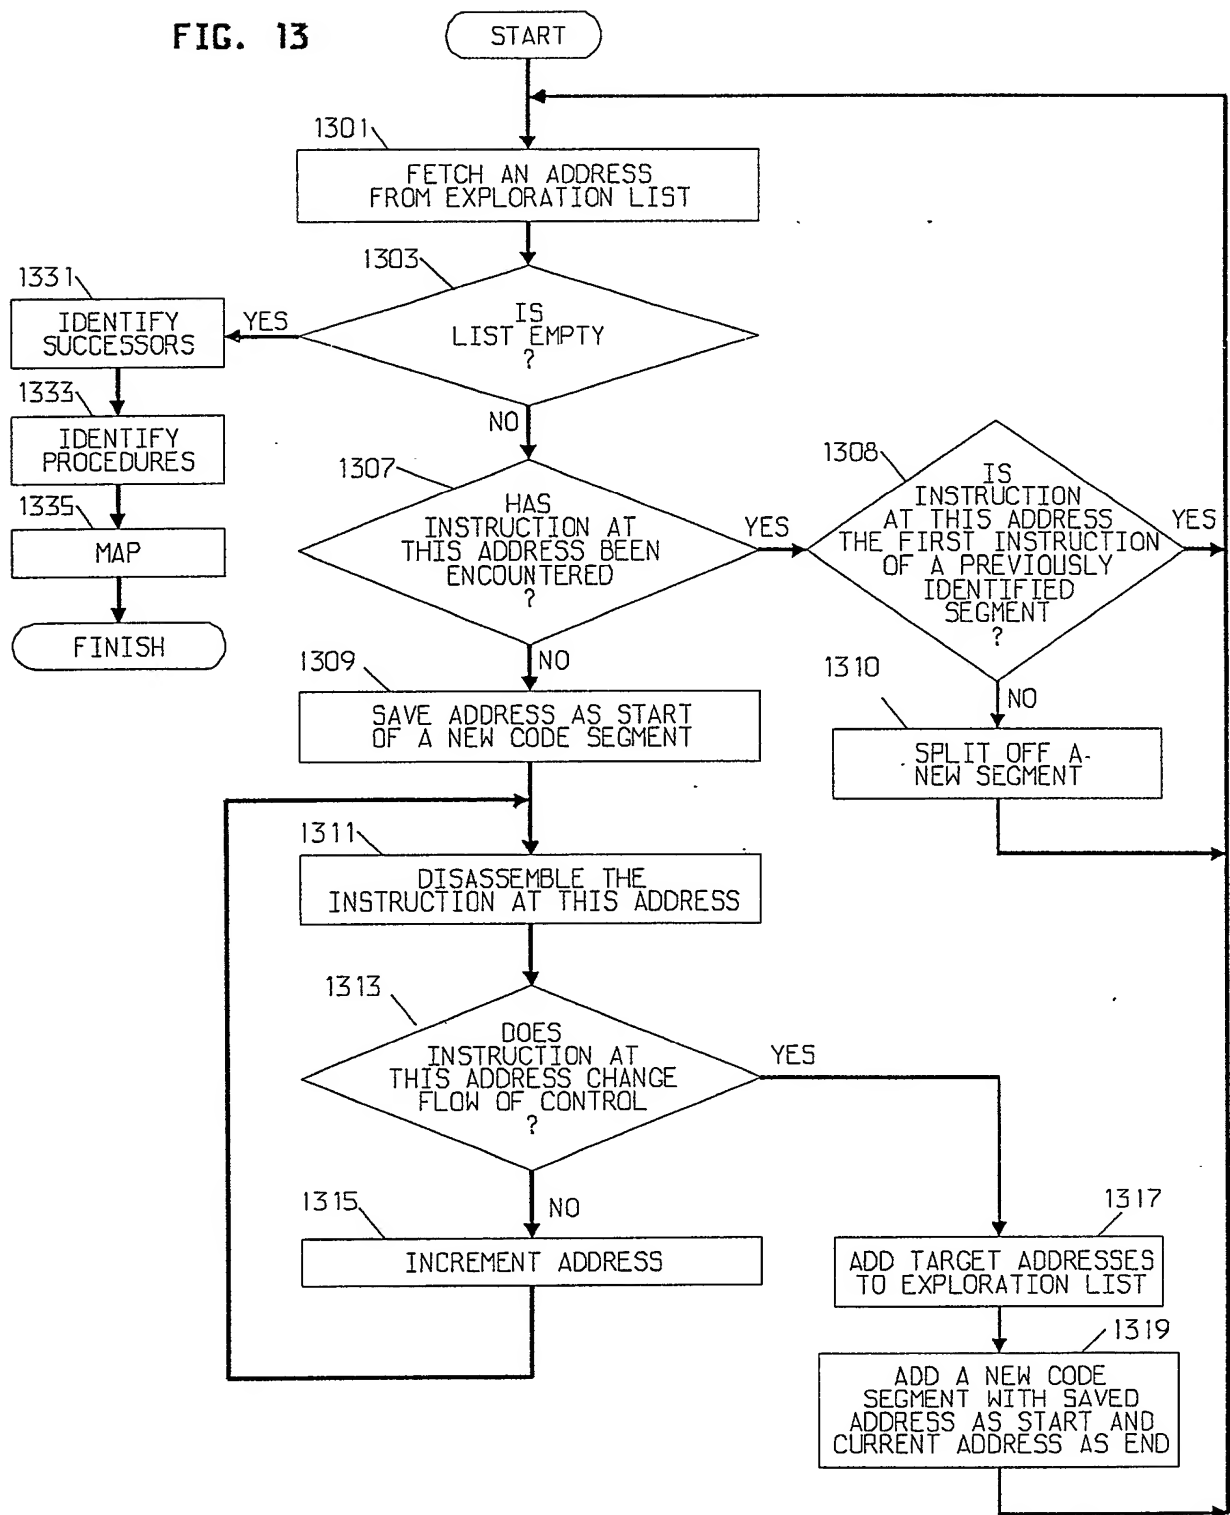 FIG. 13
START
1301
FETCH AN ADDRESS
FROM EXPLORATION LIST
1303
IS
LIST EMPTY
?
YES
NO
1331
IDENTIFY
SUCCESSORS
1333
IDENTIFY
PROCEDURES
1335
MAP
FINISH
1307
HAS
INSTRUCTION AT
THIS ADDRESS BEEN
ENCOUNTERED
?
YES
NO
1308
IS
INSTRUCTION
AT THIS ADDRESS
THE FIRST INSTRUCTION
OF A PREVIOUSLY
IDENTIFIED
SEGMENT
?
YES
NO
1310
SPLIT OFF A
NEW SEGMENT
1309
SAVE ADDRESS AS START
OF A NEW CODE SEGMENT
1311
DISASSEMBLE THE
INSTRUCTION AT THIS ADDRESS
1313
DOES
INSTRUCTION AT
THIS ADDRESS CHANGE
FLOW OF CONTROL
?
YES
NO
1315
INCREMENT ADDRESS
1317
ADD TARGET ADDRESSES
TO EXPLORATION LIST
1319
ADD A NEW CODE
SEGMENT WITH SAVED
ADDRESS AS START AND
CURRENT ADDRESS AS END